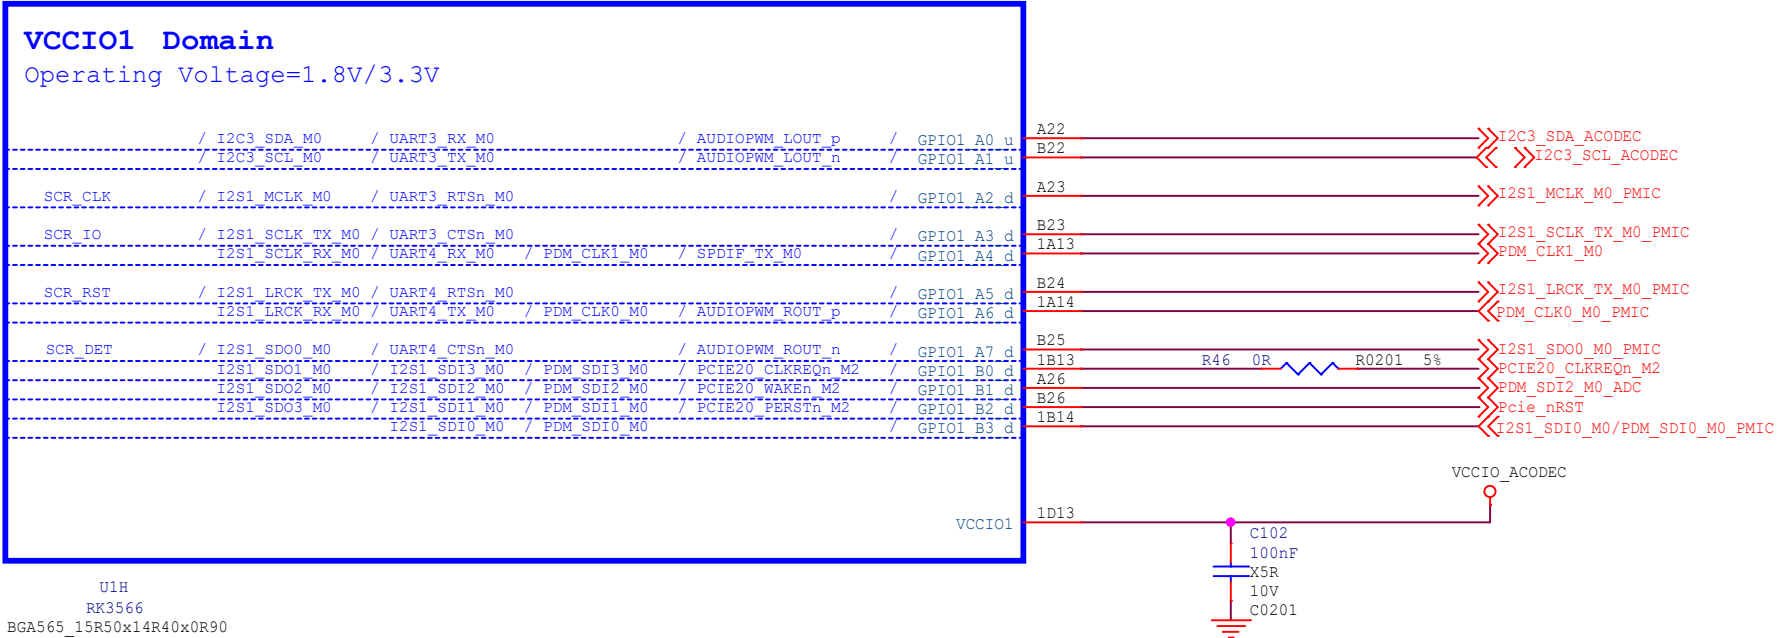 VCCIO1 Domain
Operating Voltage=1.8V/3.3V
/ I2C3_SDA_M0 / UART3_RX_M0 / AUDIOPWM_LOUT_p / GPIO1_A0_u A22 I2C3_SDA_ACODEC
/ I2C3_SCL_M0 / UART3_TX_M0 / AUDIOPWM_LOUT_n / GPIO1_A1_u B22 I2C3_SCL_ACODEC
SCR_CLK / I2S1_MCLK_M0 / UART3_RTSn_M0 / GPIO1_A2_d A23 I2S1_MCLK_M0_PMIC
SCR_IO / I2S1_SCLK_TX_M0 / UART3_CTSn_M0 / GPIO1_A3_d B23 I2S1_SCLK_TX_M0_PMIC
I2S1_SCLK_RX_M0 / UART4_RX_M0 / PDM_CLK1_M0 / SPDIF_TX_M0 / GPIO1_A4_d 1A13 PDM_CLK1_M0
SCR_RST / I2S1_LRCK_TX_M0 / UART4_RTSn_M0 / GPIO1_A5_d B24 I2S1_LRCK_TX_M0_PMIC
I2S1_LRCK_RX_M0 / UART4_TX_M0 / PDM_CLK0_M0 / AUDIOPWM_ROUT_p / GPIO1_A6_d 1A14 PDM_CLK0_M0_PMIC
SCR_DET / I2S1_SDO0_M0 / UART4_CTSn_M0 / AUDIOPWM_ROUT_n / GPIO1_A7_d B25 I2S1_SDO0_M0_PMIC
I2S1_SDO1_M0 / I2S1_SDI3_M0 / PDM_SDI3_M0 / PCIE20_CLKREQn_M2 / GPIO1_B0_d 1B13 R46 0R R0201 5% PCIE20_CLKREQn_M2
I2S1_SDO2_M0 / I2S1_SDI2_M0 / PDM_SDI2_M0 / PCIE20_WAKEn_M2 / GPIO1_B1_d A26 PDM_SDI2_M0_ADC
I2S1_SDO3_M0 / I2S1_SDI1_M0 / PDM_SDI1_M0 / PCIE20_PERSTn_M2 / GPIO1_B2_d B26 Pcie_nRST
I2S1_SDI0_M0 / PDM_SDI0_M0 / GPIO1_B3_d 1B14 I2S1_SDI0_M0/PDM_SDI0_M0_PMIC
VCCIO_ACODEC
VCCIO1 1D13
C102
100nF
X5R
10V
C0201
U1H
RK3566
BGA565_15R50x14R40x0R90